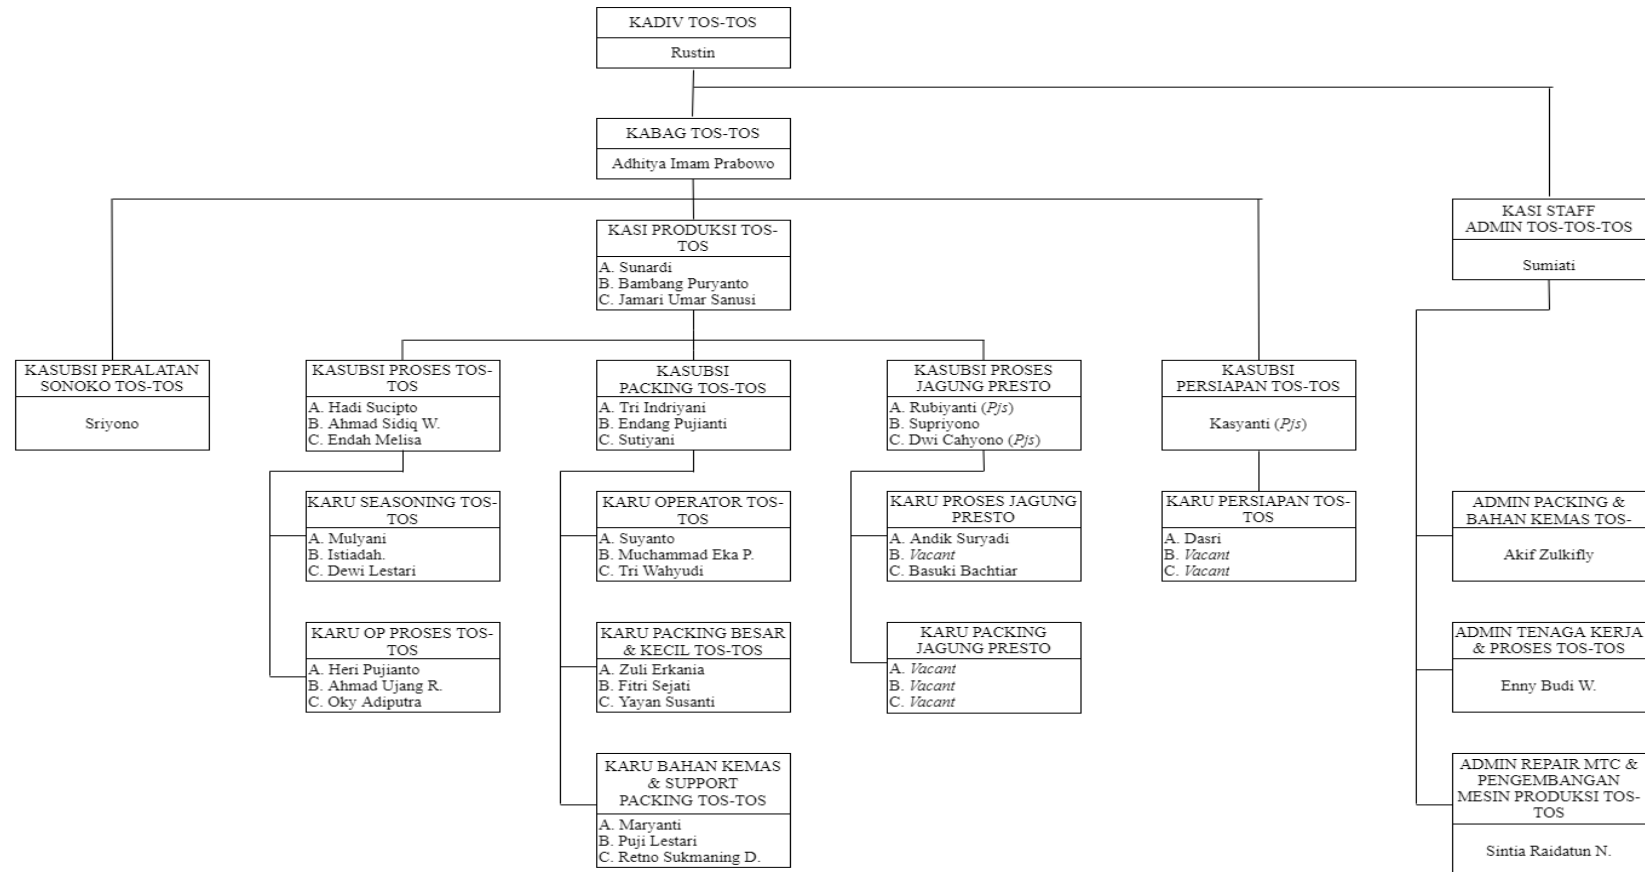 KADIV TOS-TOS
Rustin
KABAG TOS-TOS
Adhitya Imam Prabowo
KASI PRODUKSI TOS-
TOS
A. Sunardi
B. Bambang Puryanto
C. Jamari Umar Sanusi
KASI STAFF
ADMIN TOS-TOS-TOS
Sumiati
KASUBSI PERALATAN
SONOKO TOS-TOS
Sriyono
KASUBSI PROSES TOS-
TOS
A. Hadi Sucipto
B. Ahmad Sidiq W.
C. Endah Melisa
KASUBSI
PACKING TOS-TOS
A. Tri Indriyani
B. Endang Pujianti
C. Sutiyani
KASUBSI PROSES
JAGUNG PRESTO
A. Rubiyanti (Pjs)
B. Supriyono
C. Dwi Cahyono (Pjs)
KASUBSI
PERSIAPAN TOS-TOS
Kasyanti (Pjs)
KARU SEASONING TOS-
TOS
A. Mulyani
B. Istiadah.
C. Dewi Lestari
KARU OPERATOR TOS-
TOS
A. Suyanto
B. Muchammad Eka P.
C. Tri Wahyudi
KARU PROSES JAGUNG
PRESTO
A. Andik Suryadi
B. Vacant
C. Basuki Bachtiar
KARU PERSIAPAN TOS-
TOS
A. Dasri
B. Vacant
C. Vacant
ADMIN PACKING &
BAHAN KEMAS TOS-
Akif Zulkifly
KARU OP PROSES TOS-
TOS
A. Heri Pujianto
B. Ahmad Ujang R.
C. Oky Adiputra
KARU PACKING BESAR
& KECIL TOS-TOS
A. Zuli Erkania
B. Fitri Sejati
C. Yayan Susanti
KARU PACKING
JAGUNG PRESTO
A. Vacant
B. Vacant
C. Vacant
ADMIN TENAGA KERJA
& PROSES TOS-TOS
Enny Budi W.
KARU BAHAN KEMAS
& SUPPORT
PACKING TOS-TOS
A. Maryanti
B. Puji Lestari
C. Retno Sukmaning D.
ADMIN REPAIR MTC &
PENGEMBANGAN
MESIN PRODUKSI TOS-
TOS
Sintia Raidatun N.